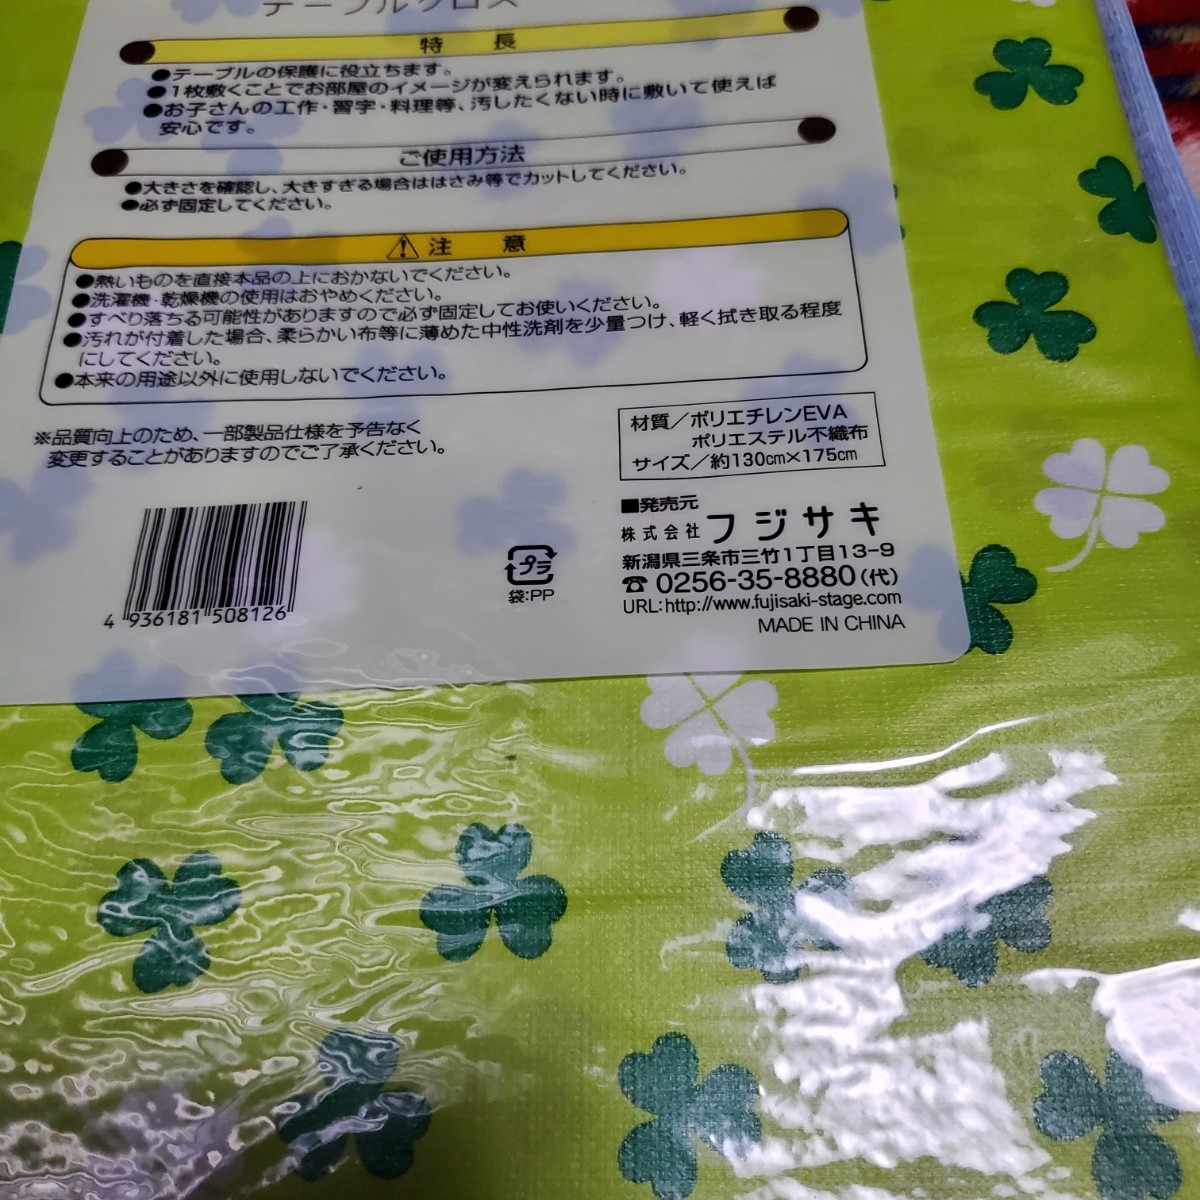 テーブルクロス
特　長
●テーブルの保護に役立ちます。
●1枚敷くことでお部屋のイメージが変えられます。
●お子さんの工作・習字・料理等、汚したくない時に敷いて使えば
安心です。
ご使用方法
●大きさを確認し、大きすぎる場合ははさみ等でカットしてください。
●必ず固定してください。
⚠注　意
●熱いものを直接本品の上におかないでください。
●洗濯機・乾燥機の使用はおやめください。
●すべり落ちる可能性がありますので必ず固定してお使いください。
●汚れが付着した場合、柔らかい布等に薄めた中性洗剤を少量つけ、軽く拭き取る程度
にしてください。
●本来の用途以外に使用しないでください。
※品質向上のため、一部製品仕様を予告なく
変更することがありますのでご了承ください。
材質／ポリエチレンEVA
ポリエステル不織布
サイズ／約130cm×175cm
■発売元
株式会社フジサキ
新潟県三条市三竹1丁目13-9
☎0256-35-8880(代)
URL:http://www.fujisaki-stage.com
MADE IN CHINA
プラ
袋:PP
4 936181 508126